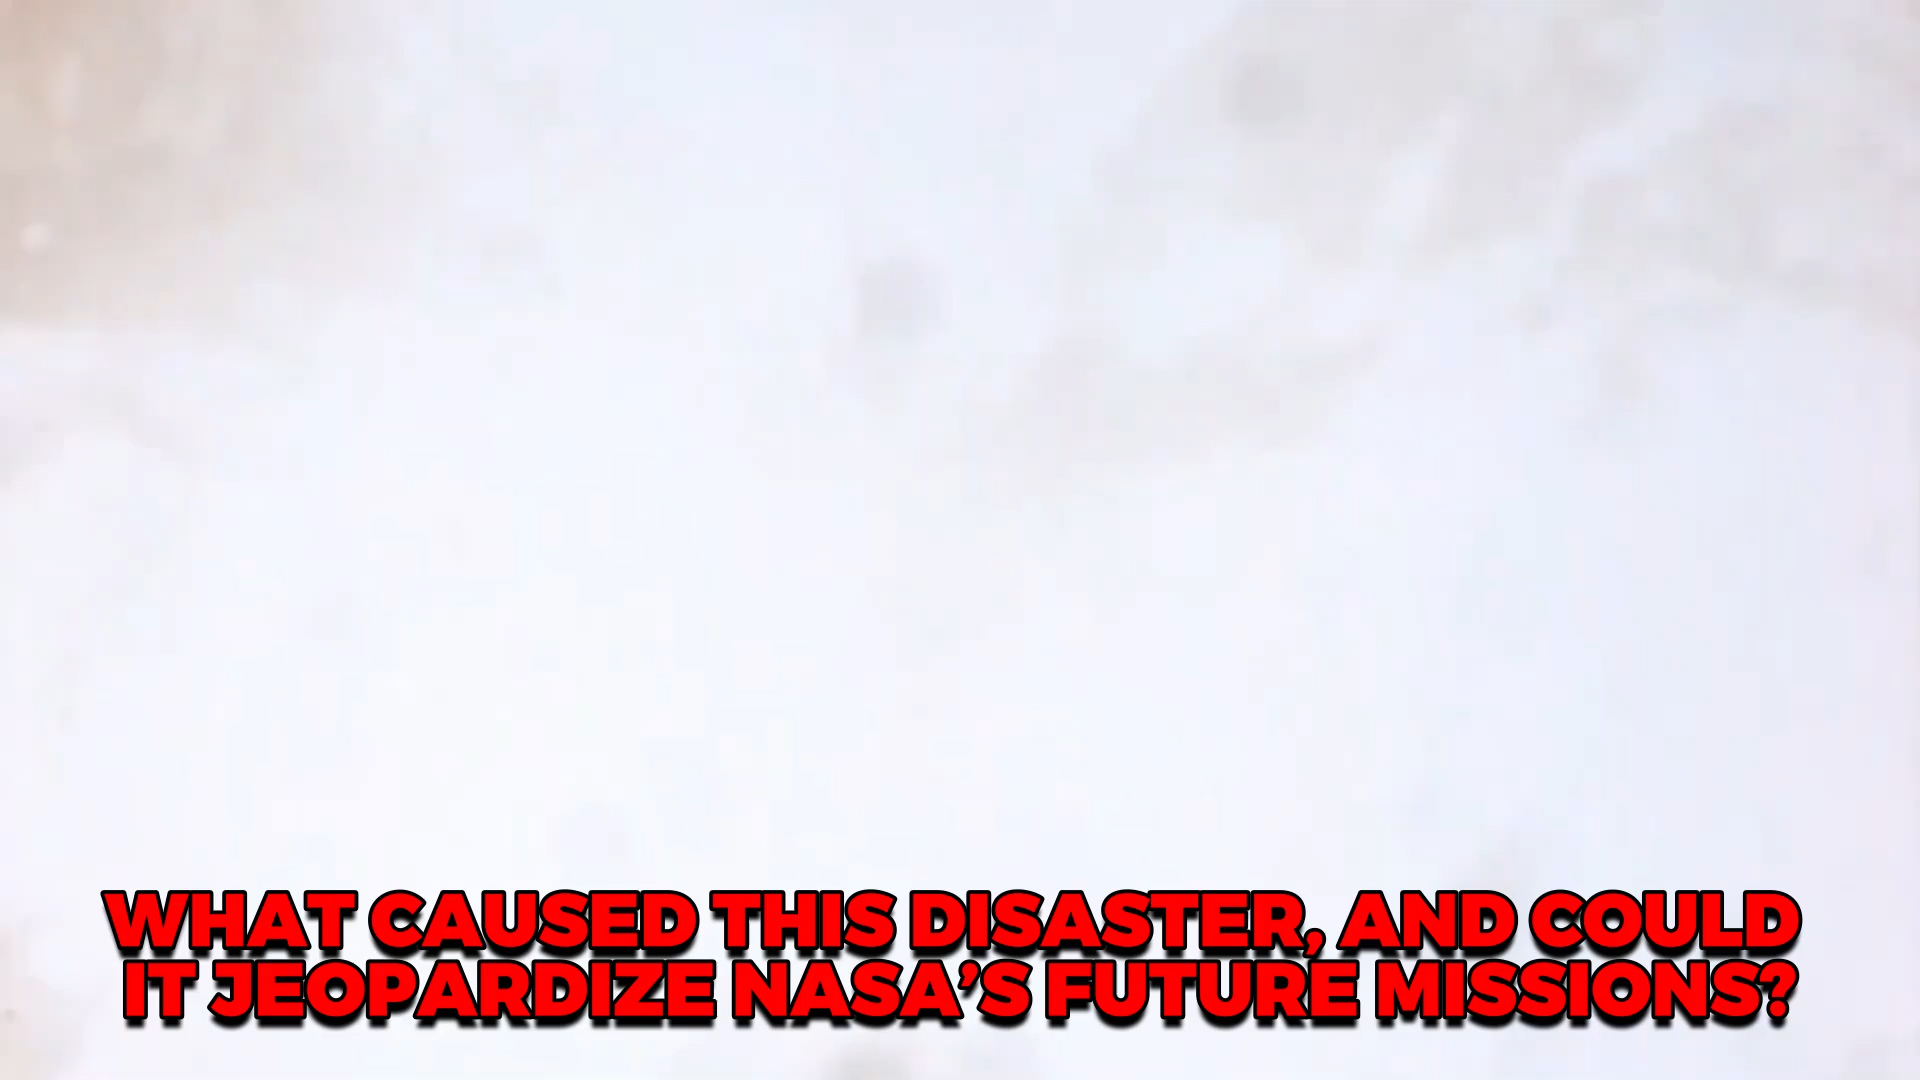 WHAT CAUSED THIS DISASTER, AND COULD
IT JEOPARDIZE NASA’S FUTURE MISSIONS?